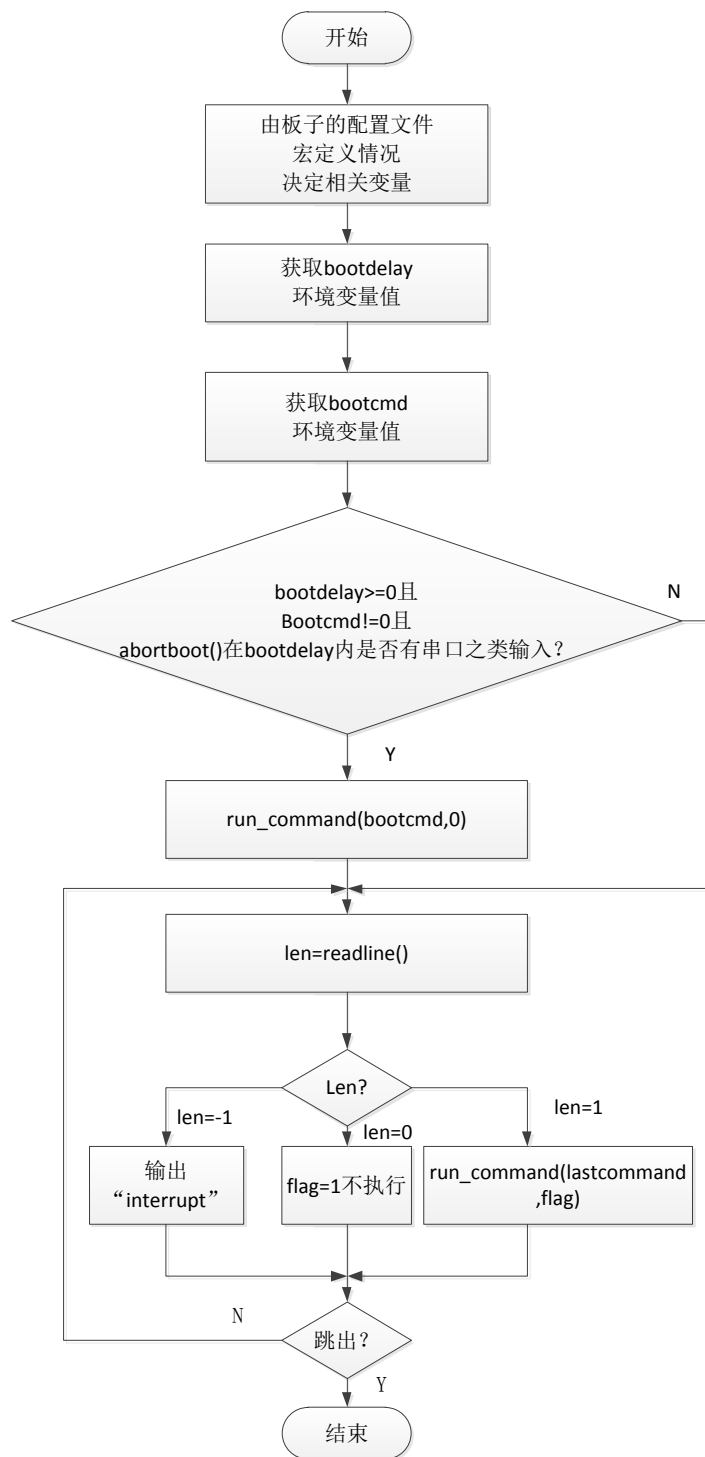 开始
由板子的配置文件
宏定义情况
决定相关变量
获取bootdelay
环境变量值
获取bootcmd
环境变量值
bootdelay>=0且
Bootcmd!=0且
abortboot()在bootdelay内是否有串口之类输入？
N
Y
run_command(bootcmd,0)
len=readline()
Len?
len=-1
len=0
len=1
输出
“interrupt”
flag=1不执行
run_command(lastcommand
,flag)
N
跳出？
Y
结束